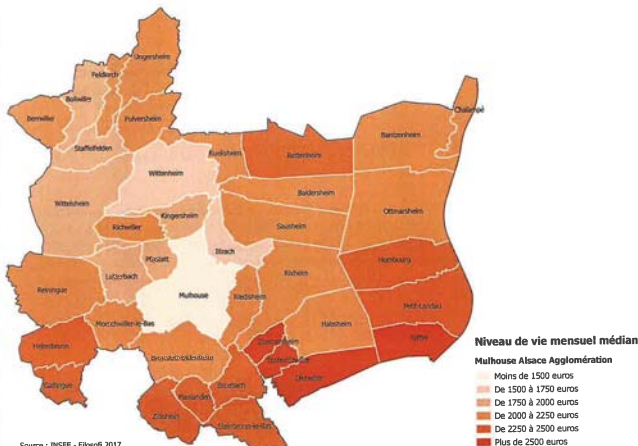 Ungersheim
Feldkirch
Bollwiller
Berrwiller
Pulversheim
Staffelfelden
Chalampé
Bantzenheim
Ruelisheim
Battenheim
Wittenheim
Baldersheim
Wittelsheim
Kingersheim
Ottmarsheim
Richwiller
Sausheim
Illzach
Pfastatt
Lutterbach
Hombourg
Rixheim
Reiningue
Mulhouse
Riedisheim
Petit-Landau
Morschwiller-le-Bas
Habsheim
Niffer
Zimmersheim
Eschentzwiller
Heimsbrunn
Brunstatt-Didenheim
Dietwiller
Galfingue
Bruebach
Flaxlanden
Zillisheim
Steinbrunn-le-Bas
Niveau de vie mensuel médian
Mulhouse Alsace Agglomération
Moins de 1500 euros
De 1500 à 1750 euros
De 1750 à 2000 euros
De 2000 à 2250 euros
De 2250 à 2500 euros
Plus de 2500 euros
Source : INSEE - Filosofi 2017